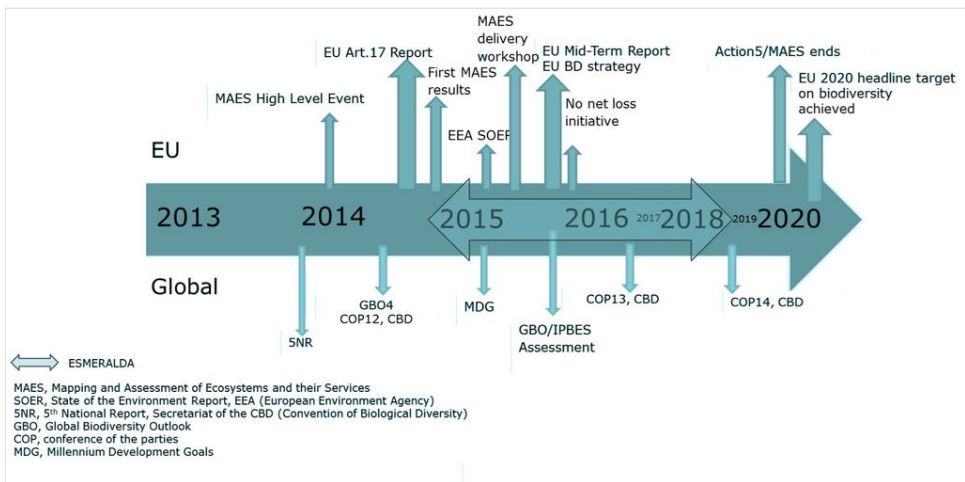 MAES
delivery
workshop
EU Art.17 Report
EU Mid-Term Report
EU BD strategy
Action5/MAES ends
First MAES
results
EU 2020 headline target
on biodiversity
achieved
MAES High Level Event
No net loss
initiative
EEA SOER
EU
2013
2014
2015
2016
2017
2018
2019
2020
Global
GBO4
COP12, CBD
MDG
COP13, CBD
COP14, CBD
5NR
GBO/IPBES
Assessment
ESMERALDA
MAES, Mapping and Assessment of Ecosystems and their Services
SOER, State of the Environment Report, EEA (European Environment Agency)
5NR, 5th National Report, Secretariat of the CBD (Convention of Biological Diversity)
GBO, Global Biodiversity Outlook
COP, conference of the parties
MDG, Millennium Development Goals